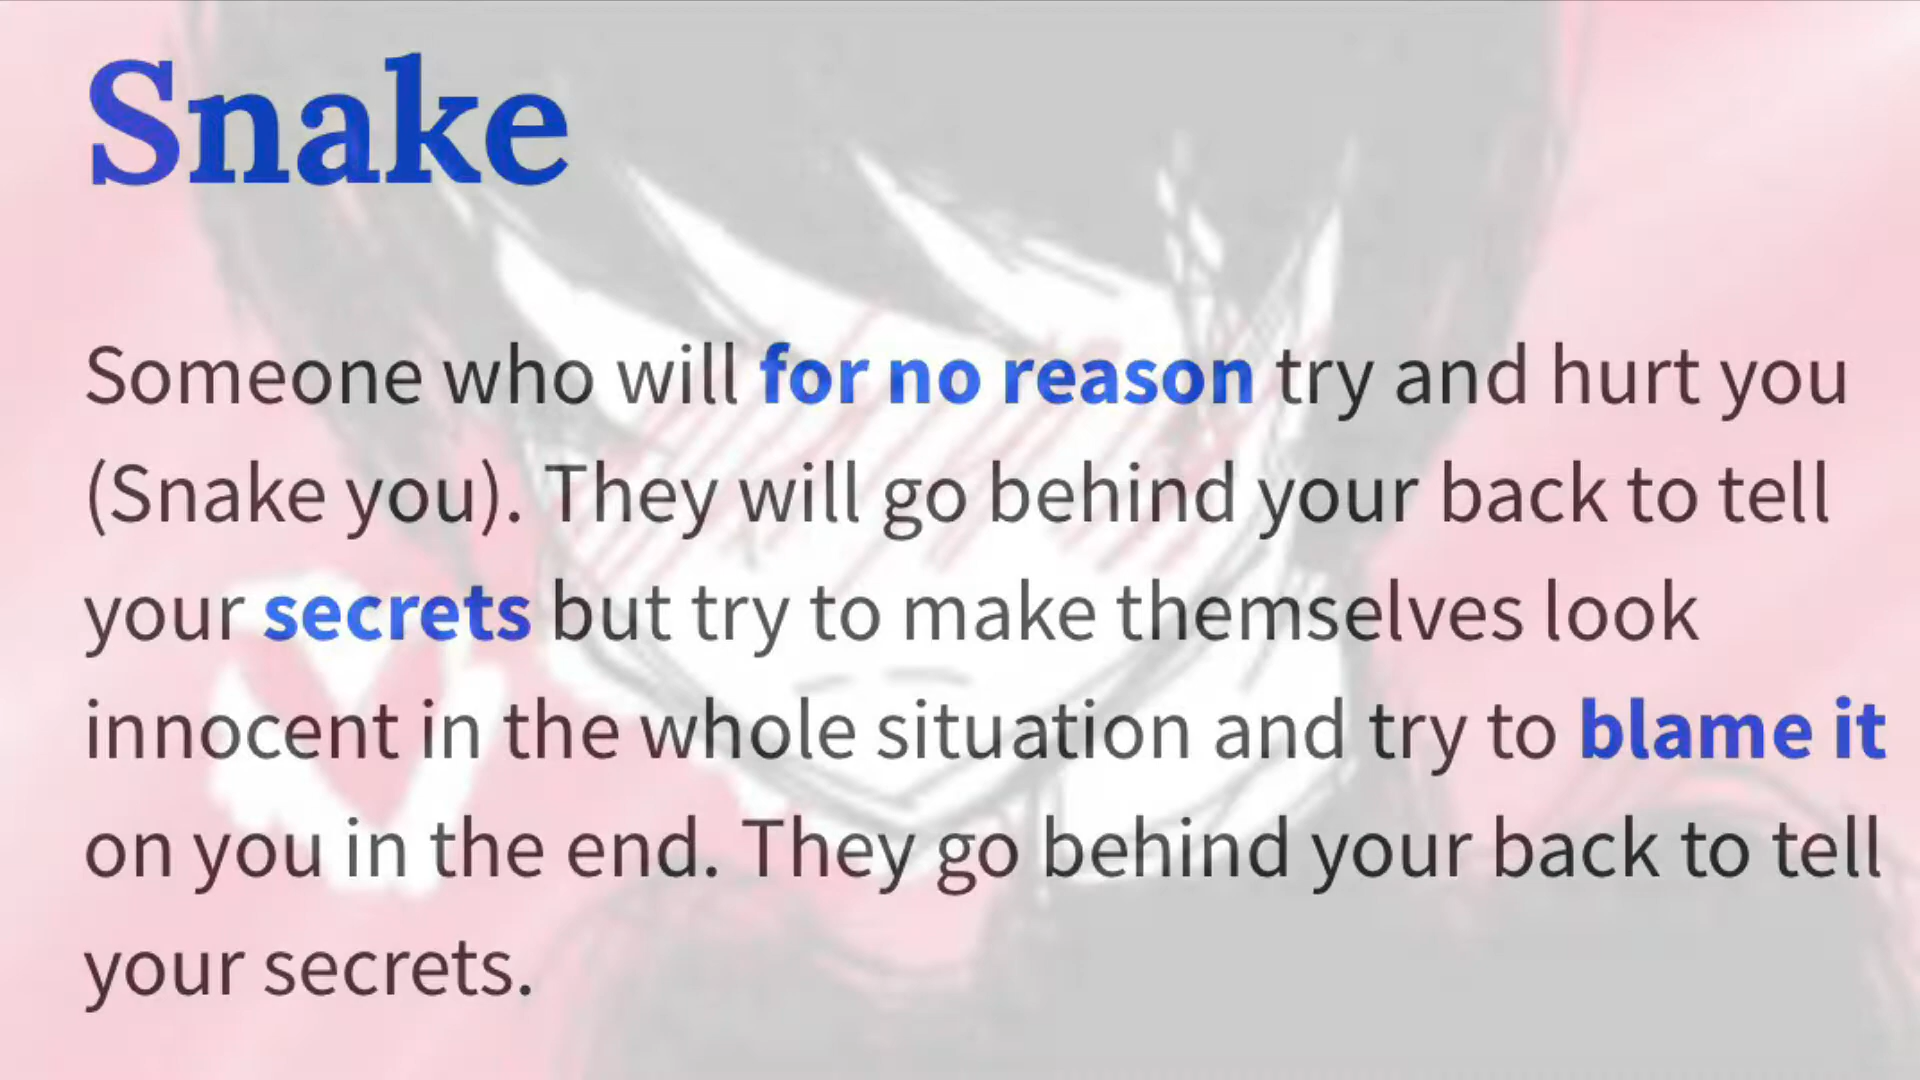 Snake
Someone who will for no reason try and hurt you
(Snake you). They will go behind your back to tell
your secrets but try to make themselves look
innocent in the whole situation and try to blame it
on you in the end. They go behind your back to tell
your secrets.